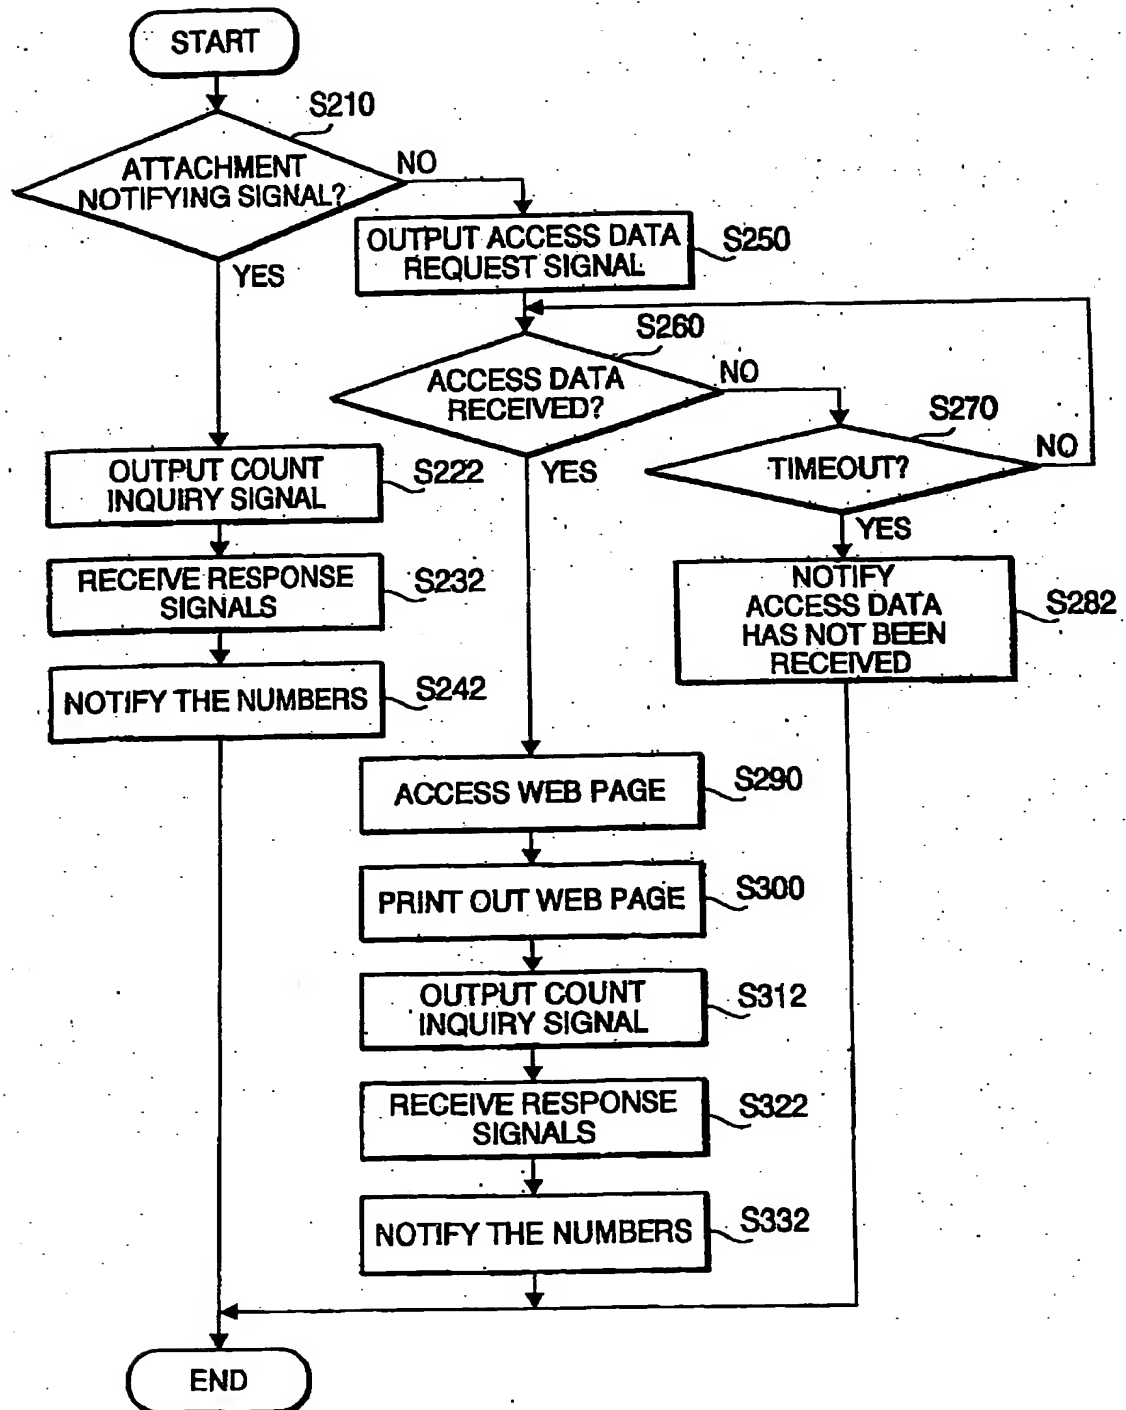 START
S210
ATTACHMENT
NOTIFYING SIGNAL?
NO
YES
OUTPUT ACCESS DATA
REQUEST SIGNAL
S250
S260
ACCESS DATA
RECEIVED?
NO
YES
S270
TIMEOUT?
NO
YES
OUTPUT COUNT
INQUIRY SIGNAL
S222
RECEIVE RESPONSE
SIGNALS
S232
NOTIFY THE NUMBERS
S242
NOTIFY
ACCESS DATA
HAS NOT BEEN
RECEIVED
S282
ACCESS WEB PAGE
S290
PRINT OUT WEB PAGE
S300
OUTPUT COUNT
INQUIRY SIGNAL
S312
RECEIVE RESPONSE
SIGNALS
S322
NOTIFY THE NUMBERS
S332
END